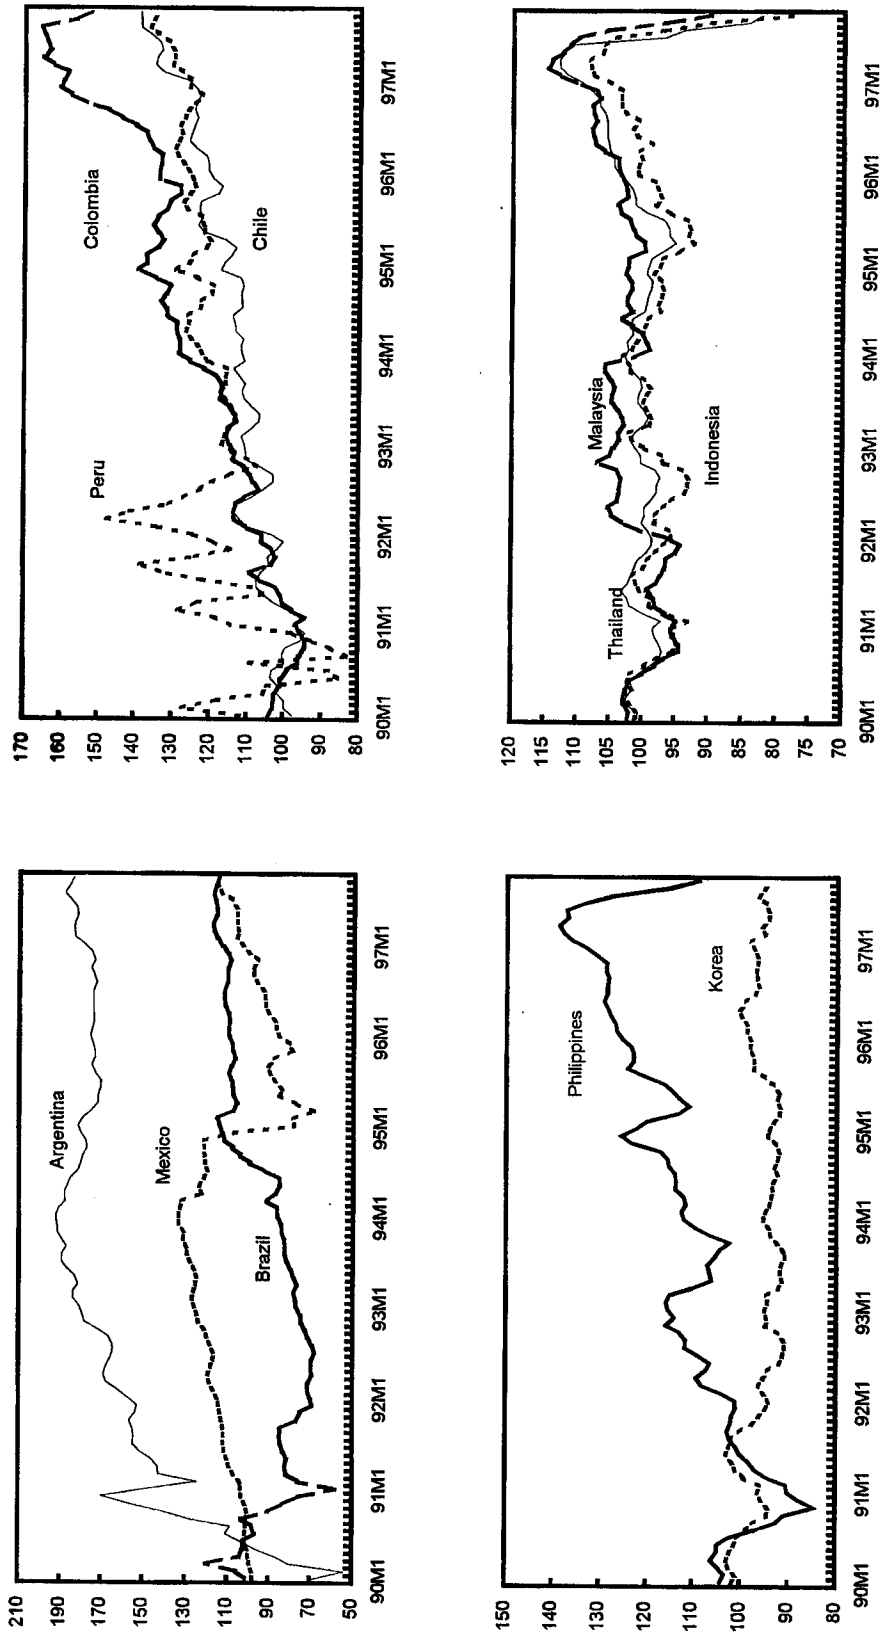 210
190
170
150
130
110
90
70
50
Argentina
Mexico
Brazil
90M1
91M1
92M1
93M1
94M1
95M1
96M1
97M1
170
160
150
140
130
120
110
100
90
80
Peru
Colombia
Chile
90M1
91M1
92M1
93M1
94M1
95M1
96M1
97M1
150
140
130
120
110
100
90
80
Philippines
Korea
90M1
91M1
92M1
93M1
94M1
95M1
96M1
97M1
120
115
110
105
100
95
90
85
80
75
70
Thailand
Malaysia
Indonesia
90M1
91M1
92M1
93M1
94M1
95M1
96M1
97M1